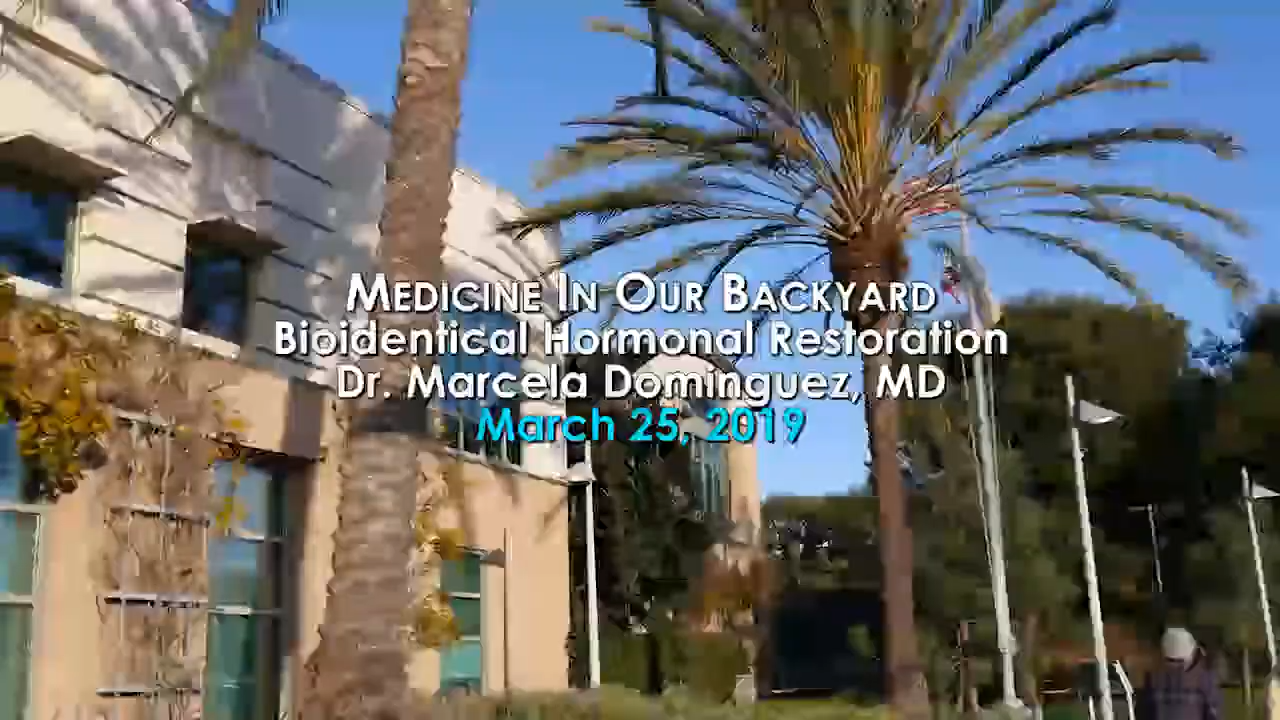 Medicine In Our Backyard
Bioidentical Hormonal Restoration
Dr. Marcela Dominguez, MD
March 25, 2019